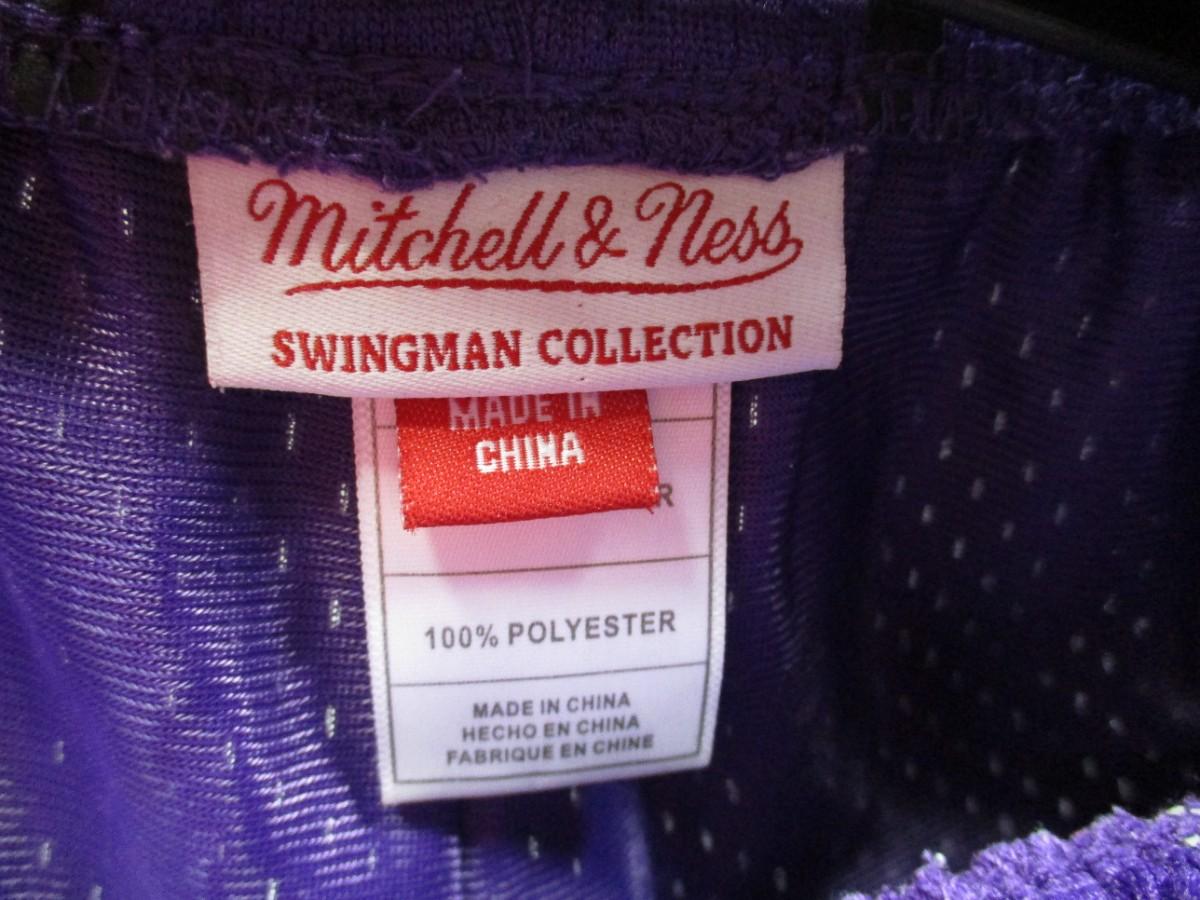 Mitchell & Ness
SWINGMAN COLLECTION
MADE IN
CHINA
R
100% POLYESTER
MADE IN CHINA
HECHO EN CHINA
FABRIQUE EN CHINE